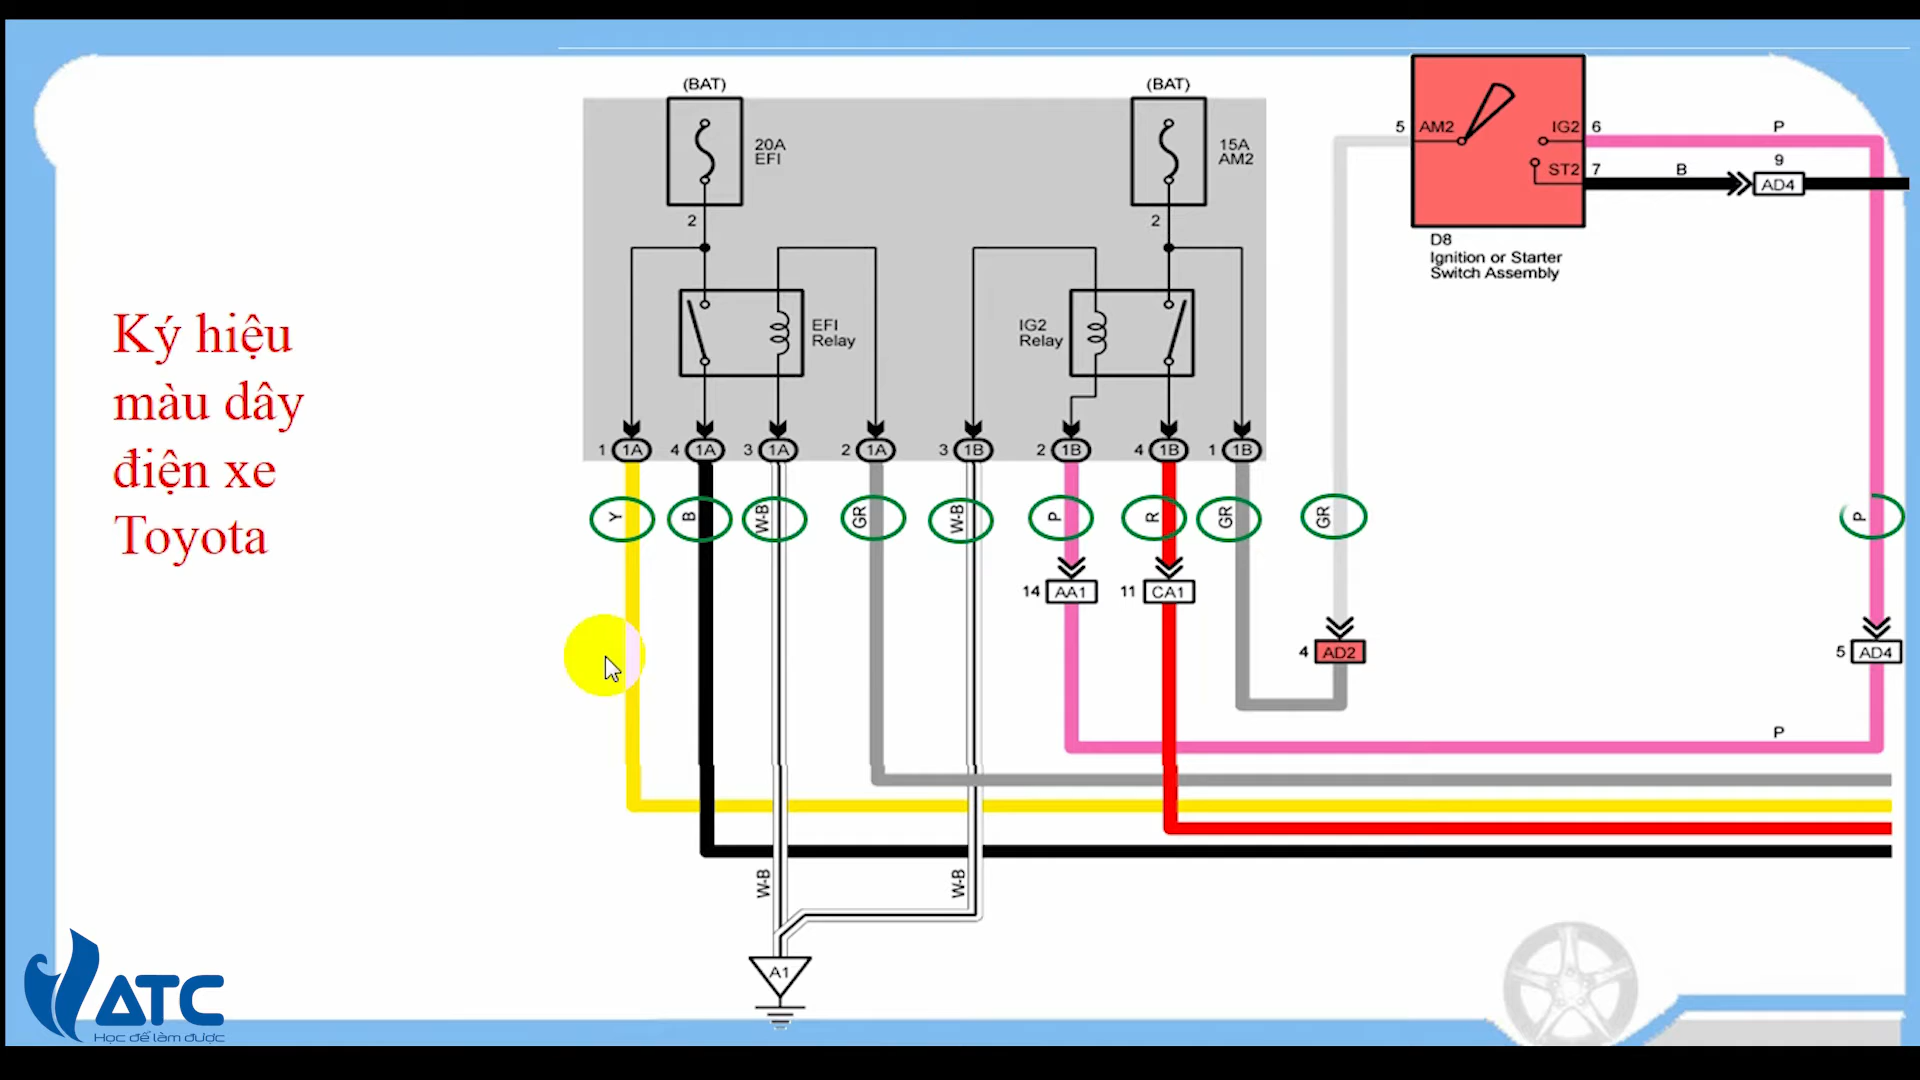 (BAT)
(BAT)
20A
EFI
15A
AM2
2
2
5
AM2
IG2
6
P
ST2
7
B
9
AD4
D8
Ignition or Starter
Switch Assembly
Ký hiệu
màu dây
điện xe
Toyota
EFI
Relay
IG2
Relay
1 1A
4 1A
3 1A
2 1A
3 1B
2 1B
4 1B
1 1B
Y
B
W-B
GR
W-B
P
R
GR
GR
P
14 AA1
11 CA1
4 AD2
5 AD4
P
W-B
W-B
A1
ATC
Học để làm được